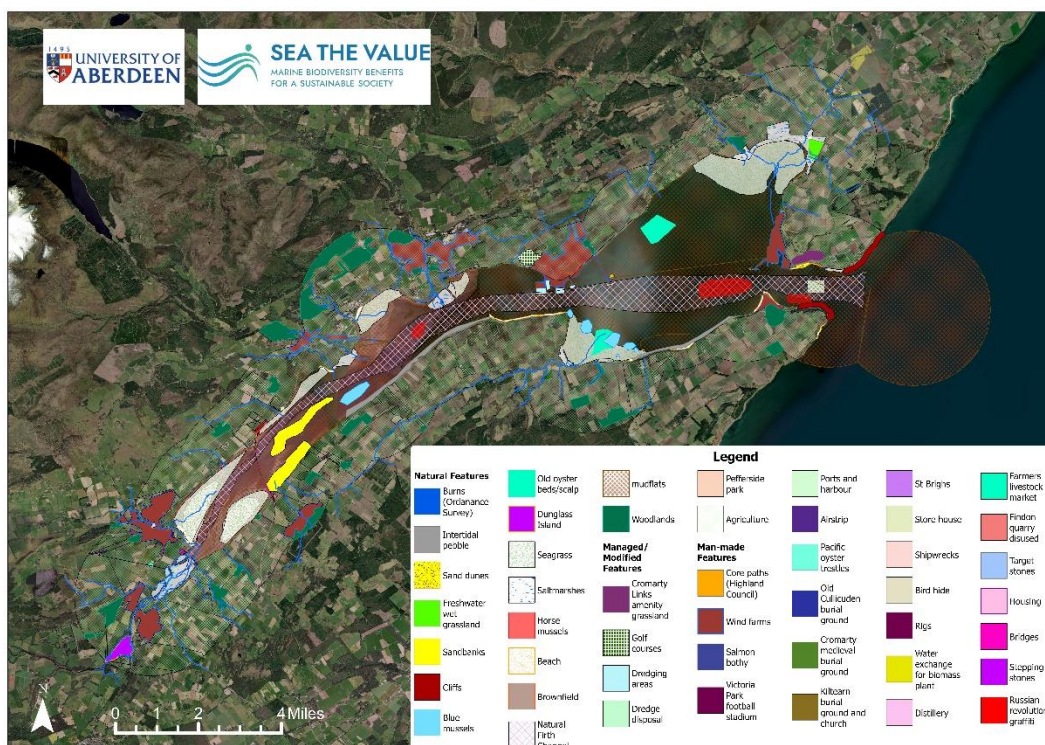 1495
UNIVERSITY OF
ABERDEEN
SEA THE VALUE
MARINE BIODIVERSITY BENEFITS
FOR A SUSTAINABLE SOCIETY
N
0 1 2 4 Miles
Legend
Natural Features
Burns
(Ordanance
Survey)
Intertidal
pebble
Sand dunes
Freshwater
wet
grassland
Sandbanks
Cliffs
Blue
mussels
Old oyster
beds/scalp
Dunglass
Island
Seagrass
Saltmarshes
Horse
mussels
Beach
Brownfield
Natural
Firth
mudflats
Woodlands
Managed/
Modified
Features
Cromarty
Links
amenity
grassland
Golf
courses
Dredging
areas
Dredge
disposal
Pefferside
park
Agriculture
Man-made
Features
Core paths
(Highland
Council)
Wind farms
Salmon
bothy
Victoria
Park
football
stadium
Ports and
harbour
Airstrip
Pacific
oyster
trestles
Old
Cullicuden
burial
ground
Cromarty
medieval
burial
ground
Kiltearn
burial
ground and
church
St Brighs
Store house
Shipwrecks
Bird hide
Rigs
Water
exchange
for biomass
plant
Distillery
Farmers
livestock
market
Findon
quarry
disused
Target
stones
Housing
Bridges
Stepping
stones
Russian
revolution
graffiti